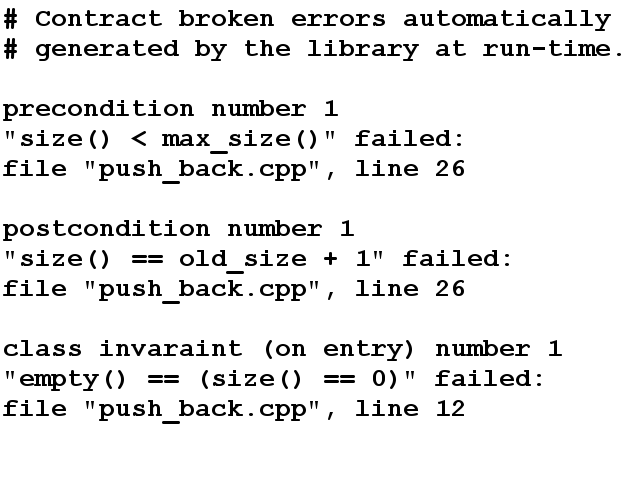 # Contract broken errors automatically
# generated by the library at run-time.
precondition number 1
"size() < max_size()" failed:
file "push_back.cpp", line 26
postcondition number 1
"size() == old_size + 1" failed:
file "push_back.cpp", line 26
class invaraint (on entry) number 1
"empty() == (size() == 0)" failed:
file "push_back.cpp", line 12